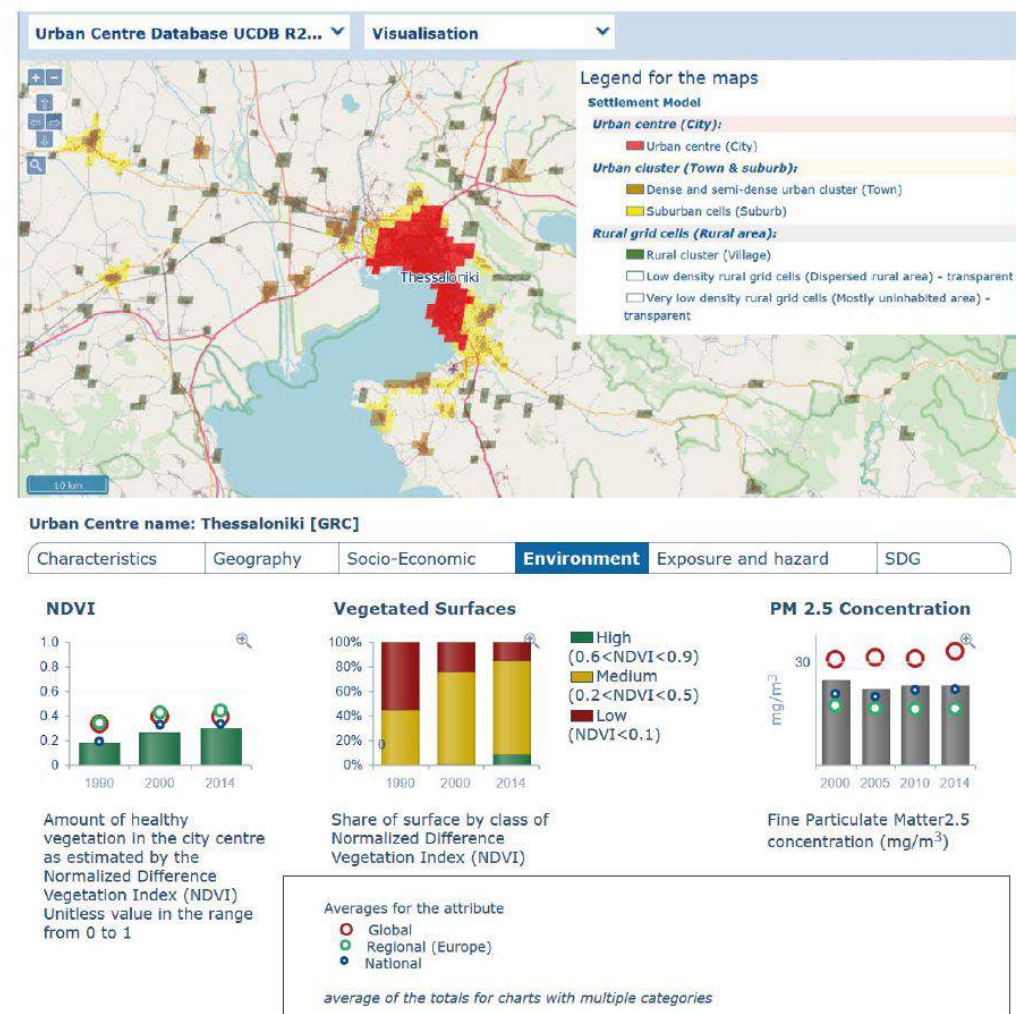 Urban Centre Database UCDB R2...
Visualisation
Legend for the maps
Settlement Model
Urban centre (City):
Urban centre (City)
Urban cluster (Town & suburb):
Dense and semi-dense urban cluster (Town)
Suburban cells (Suburb)
Rural grid cells (Rural area):
Rural cluster (Village)
Low density rural grid cells (Dispersed rural area) - transparent
Very low density rural grid cells (Mostly uninhabited area) -
transparent
Thessaloniki
10 km
Urban Centre name: Thessaloniki [GRC]
Characteristics
Geography
Socio-Economic
Environment
Exposure and hazard
SDG
NDVI
1.0
0.8
0.6
0.4
0.2
0
1990 2000 2014
Amount of healthy
vegetation in the city centre
as estimated by the
Normalized Difference
Vegetation Index (NDVI)
Unitless value in the range
from 0 to 1
Vegetated Surfaces
100%
80%
60%
40%
20%
0%
0
1990 2000 2014
High
(0.6<NDVI<0.9)
Medium
(0.2<NDVI<0.5)
Low
(NDVI<0.1)
Share of surface by class of
Normalized Difference
Vegetation Index (NDVI)
PM 2.5 Concentration
30
mg/m³
2000 2005 2010 2014
Fine Particulate Matter2.5
concentration (mg/m³)
Averages for the attribute
Global
Regional (Europe)
National
average of the totals for charts with multiple categories